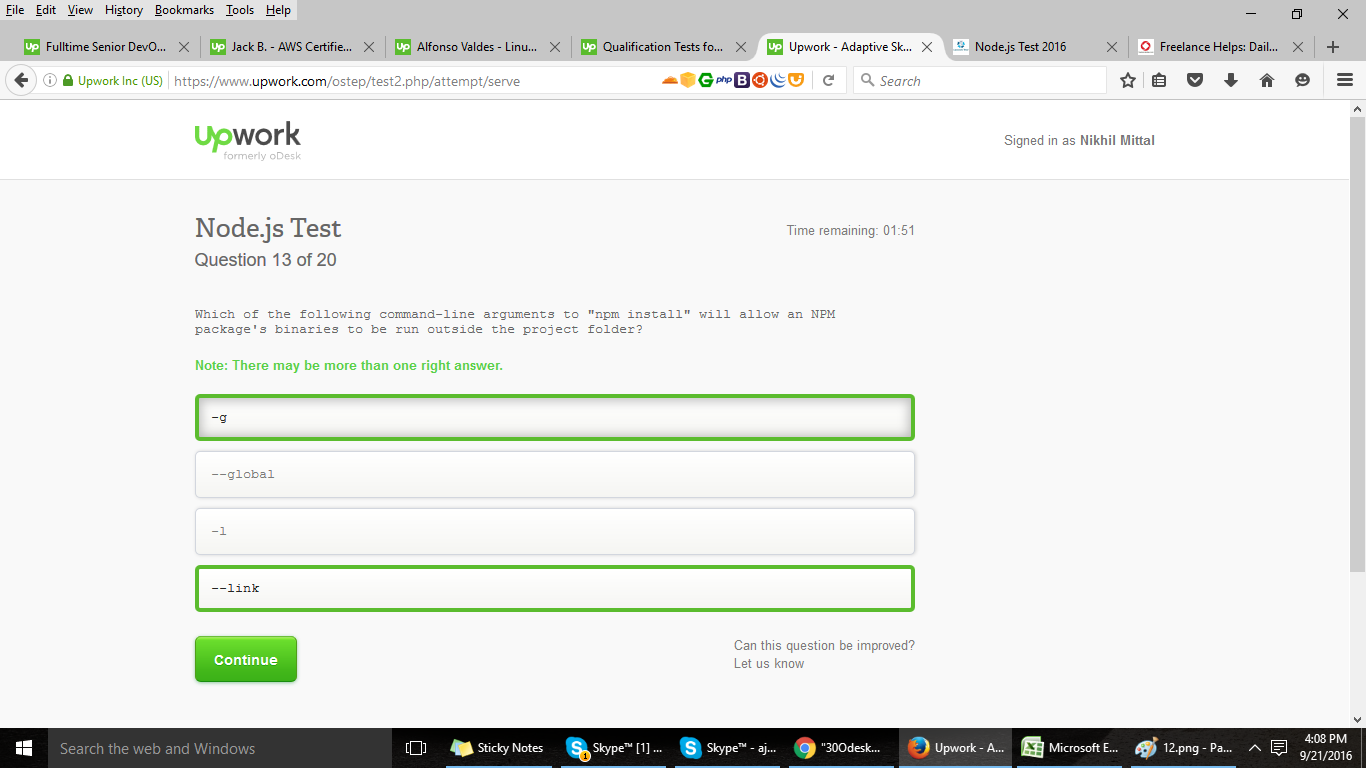 File Edit View History Bookmarks Tools Help
Fulltime Senior DevO...
Jack B. - AWS Certifie...
Alfonso Valdes - Linu...
Qualification Tests fo...
Upwork - Adaptive Sk...
Node.js Test 2016
Freelance Helps: Dail...
Upwork Inc (US) https://www.upwork.com/ostep/test2.php/attempt/serve
php B
Search
upwork
formerly oDesk
Signed in as Nikhil Mittal
Node.js Test
Time remaining: 01:51
Question 13 of 20
Which of the following command-line arguments to "npm install" will allow an NPM
package's binaries to be run outside the project folder?
Note: There may be more than one right answer.
-g
--global
-l
--link
Continue
Can this question be improved?
Let us know
Search the web and Windows
Sticky Notes
Skype™ [1] ...
Skype™ - aj...
"30Odesk...
Upwork - A...
Microsoft E...
12.png - Pa...
4:08 PM
9/21/2016